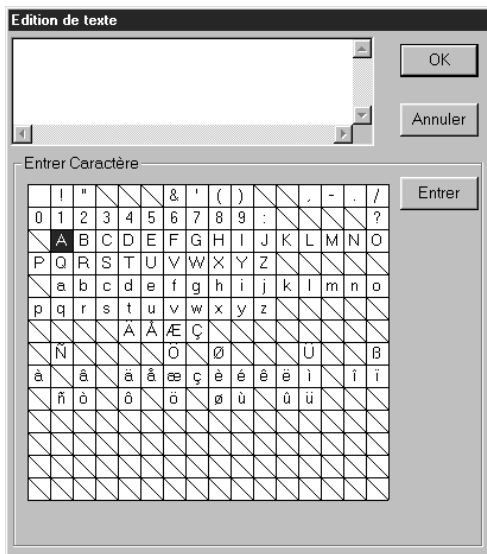 Edition de texte
OK
Annuler
Entrer Caractère
Entrer
! " & ' ( ) , - . /
0 1 2 3 4 5 6 7 8 9 : ?
A B C D E F G H I J K L M N O
P Q R S T U V W X Y Z
a b c d e f g h i j k l m n o
p q r s t u v w x y z
Ä Å Æ Ç
Ñ Ö Ø Ü ß
à â ä å æ ç è é ê ë ì î ï
ñ ò ô ö ø ù û ü